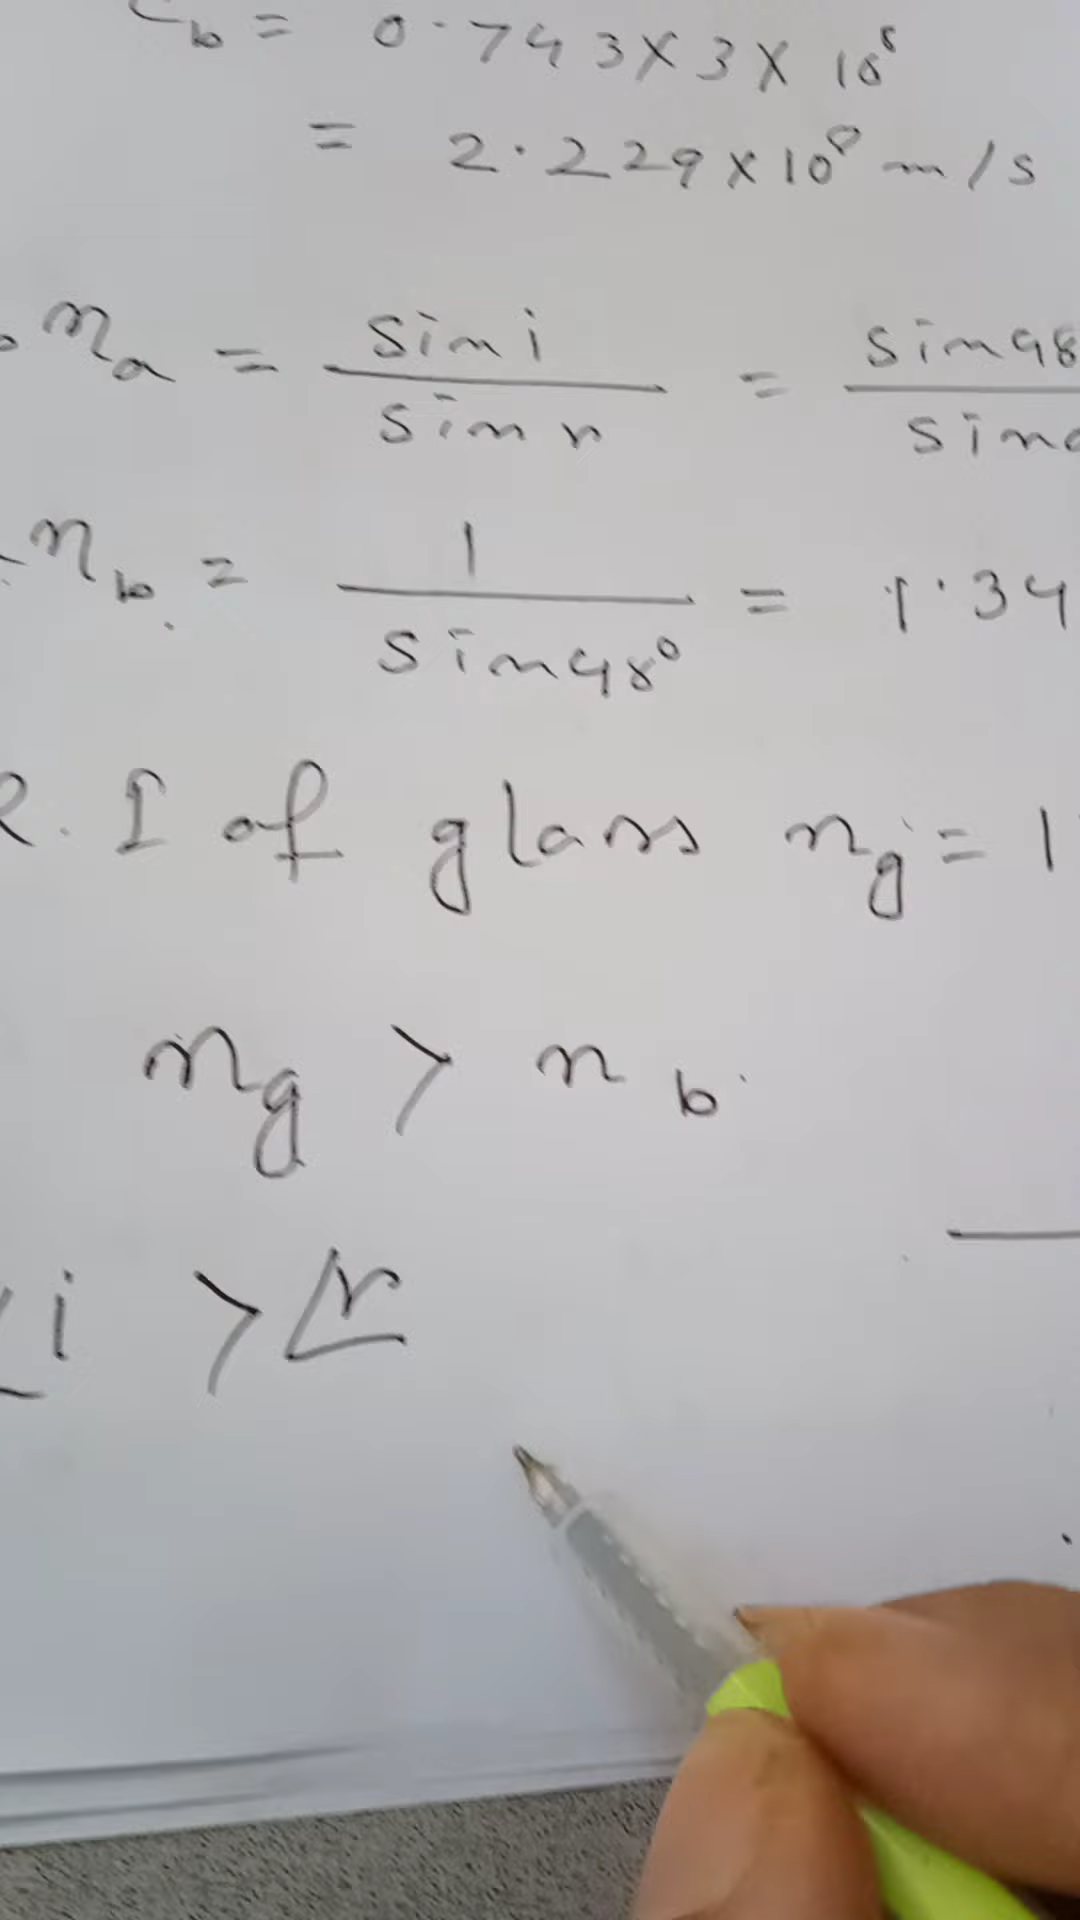 b = 0.743 X 3 X 10⁸
= 2.229 X 10⁸ m/s
n a = sin i / sin r = sin 48 / sin
n b = 1 / sin 48° = 1.34
R. I of glass n g = 1
n g > n b
∠i > ∠r